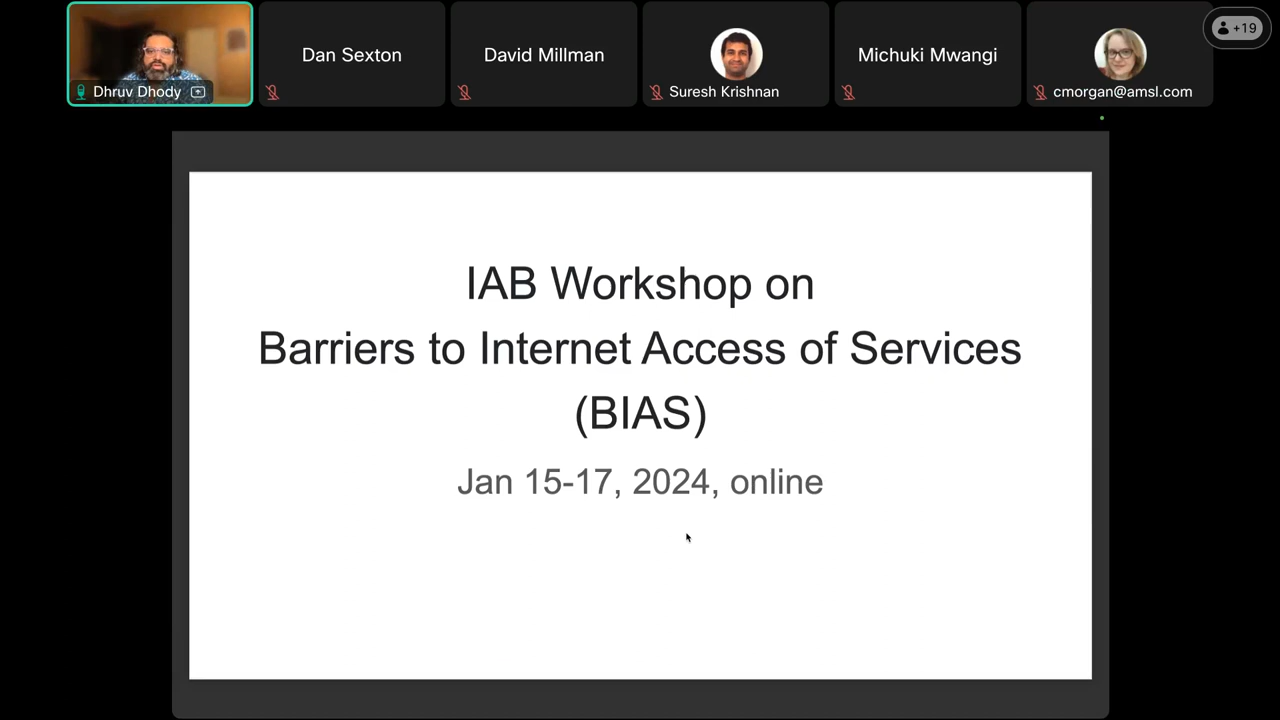 Dhruv Dhody
Dan Sexton
David Millman
Suresh Krishnan
Michuki Mwangi
cmorgan@amsl.com
+19
IAB Workshop on
Barriers to Internet Access of Services
(BIAS)
Jan 15-17, 2024, online